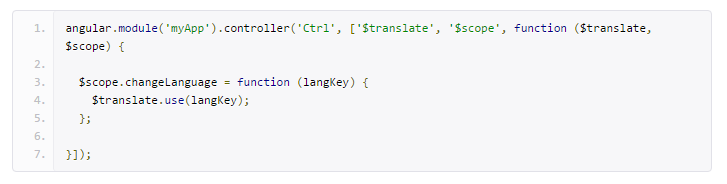 1. angular.module('myApp').controller('Ctrl', ['$translate', '$scope', function ($translate,
$scope) {
2.
3.   $scope.changeLanguage = function (langKey) {
4.     $translate.use(langKey);
5.   };
6.
7. }]);